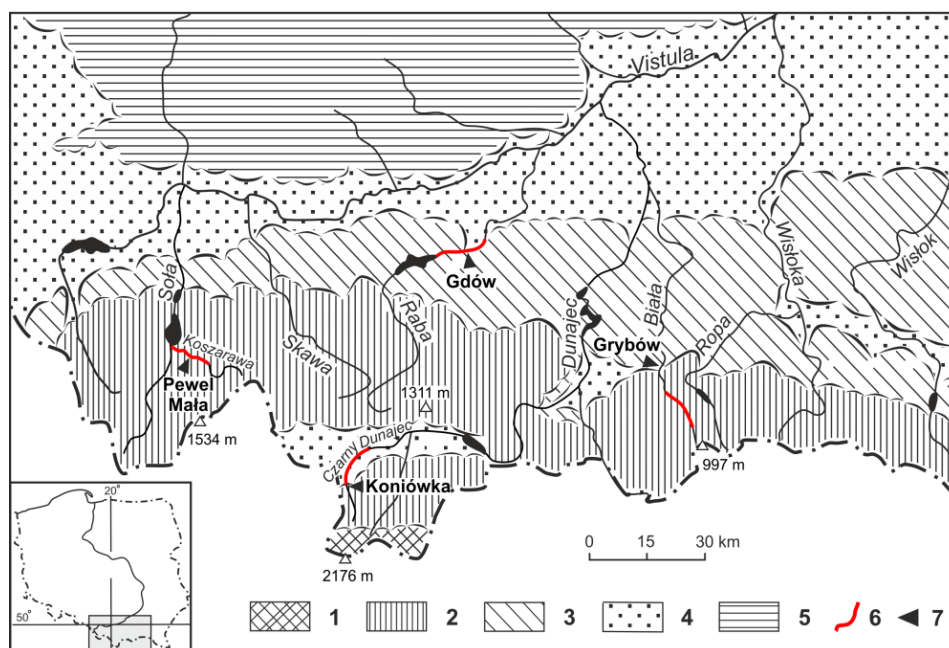 Vistula
Gdów
Soła
Raba
Skawa
Koszarawa
Pewel
Mała
1534 m
1311 m
Dunajec
Biała
Grybów
Ropa
Wisłoka
Wisłok
Czarny Dunajec
Koniówka
997 m
2176 m
0 15 30 km
20°
50°
1 2 3 4 5 6 7